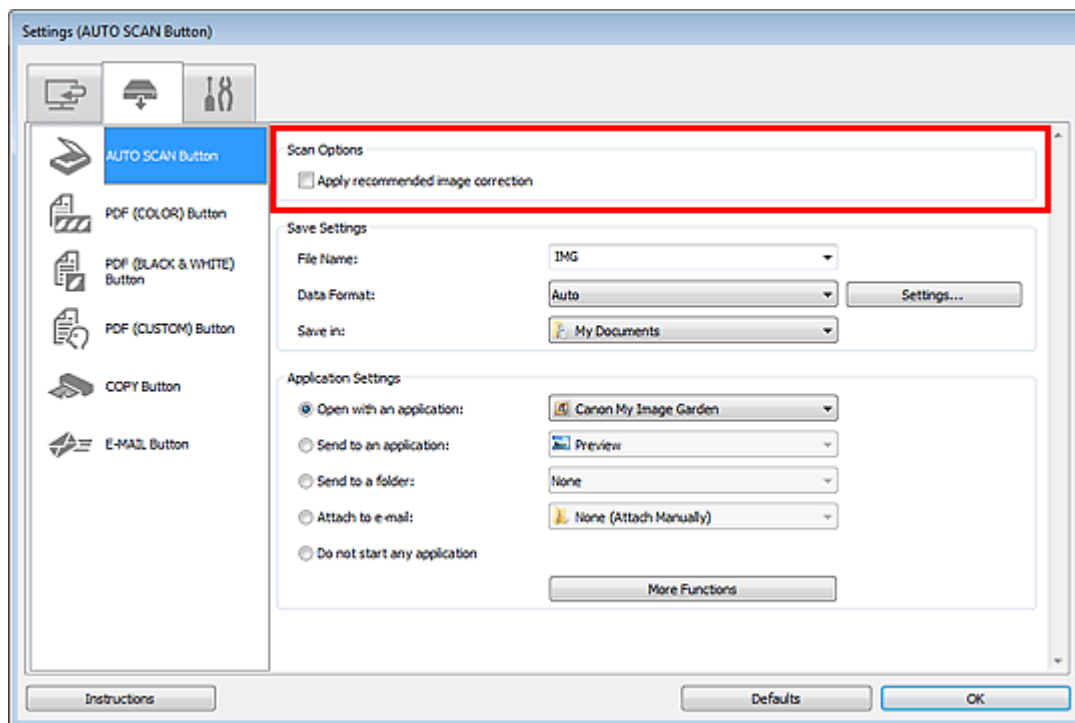 Settings (AUTO SCAN Button)
AUTO SCAN Button
PDF (COLOR) Button
PDF (BLACK & WHITE)
Button
PDF (CUSTOM) Button
COPY Button
E-MAIL Button
Scan Options
Apply recommended image correction
Save Settings
File Name: IMG
Data Format: Auto Settings...
Save in: My Documents
Application Settings
Open with an application: Canon My Image Garden
Send to an application: Preview
Send to a folder: None
Attach to e-mail: None (Attach Manually)
Do not start any application
More Functions
Instructions Defaults OK